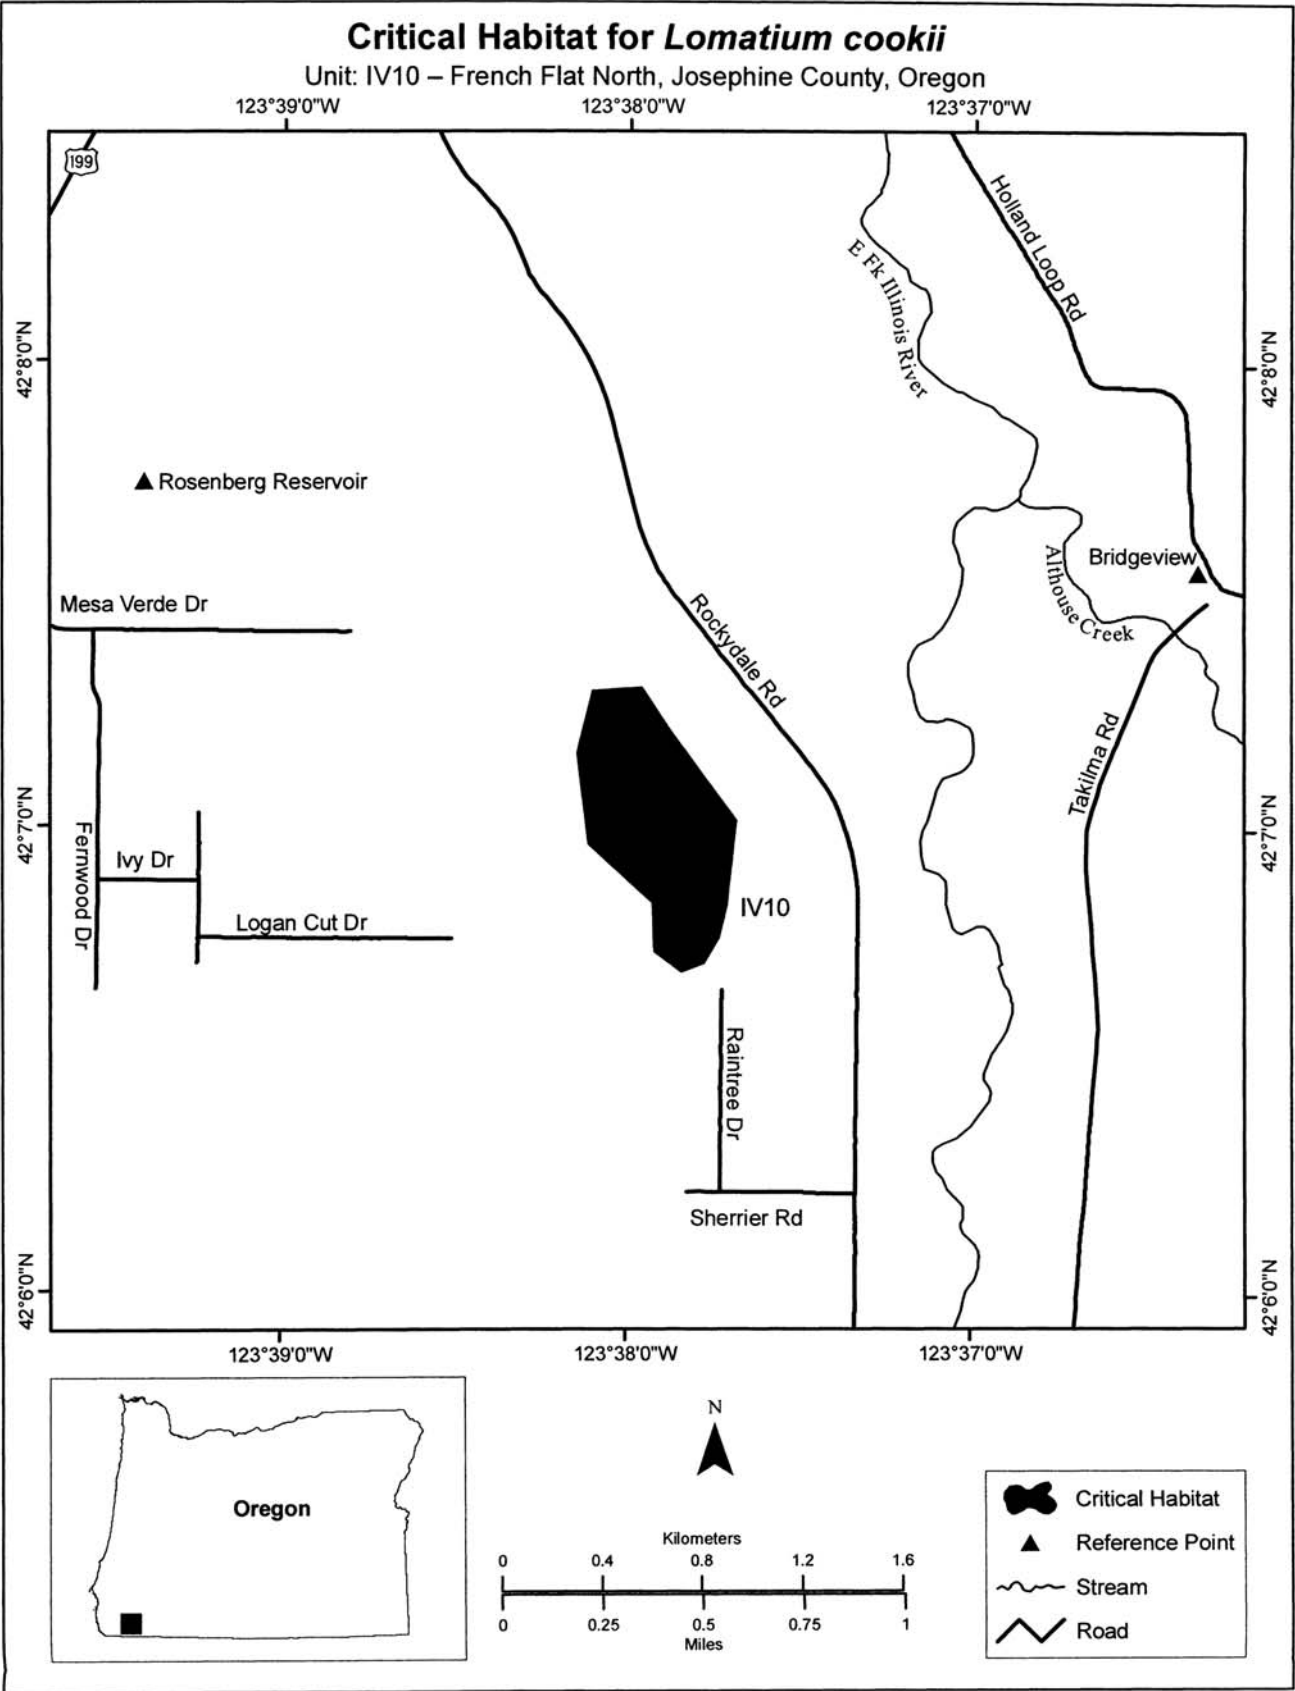 Critical Habitat for Lomatium cookii
Unit: IV10 – French Flat North, Josephine County, Oregon
123°39'0"W
123°38'0"W
123°37'0"W
199
Holland Loop Rd
E Fk Illinois River
42°8'0"N
42°8'0"N
Rosenberg Reservoir
Bridgeview
Althouse Creek
Mesa Verde Dr
Rockydale Rd
Takilma Rd
42°7'0"N
42°7'0"N
Fernwood Dr
Ivy Dr
Logan Cut Dr
IV10
Raintree Dr
Sherrier Rd
42°6'0"N
42°6'0"N
123°39'0"W
123°38'0"W
123°37'0"W
Oregon
N
Kilometers
0 0.4 0.8 1.2 1.6
0 0.25 0.5 0.75 1
Miles
Critical Habitat
Reference Point
Stream
Road